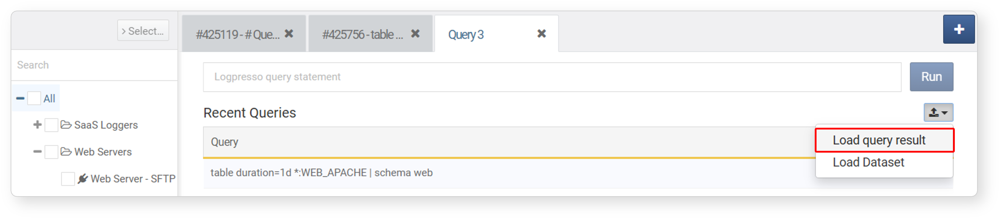 Select...
#425119 - # Que...
#425756 - table ...
Query 3
Search
Logpresso query statement
Run
All
Recent Queries
SaaS Loggers
Query
Load query result
Web Servers
Load Dataset
table duration=1d *:WEB_APACHE | schema web
Web Server - SFTP